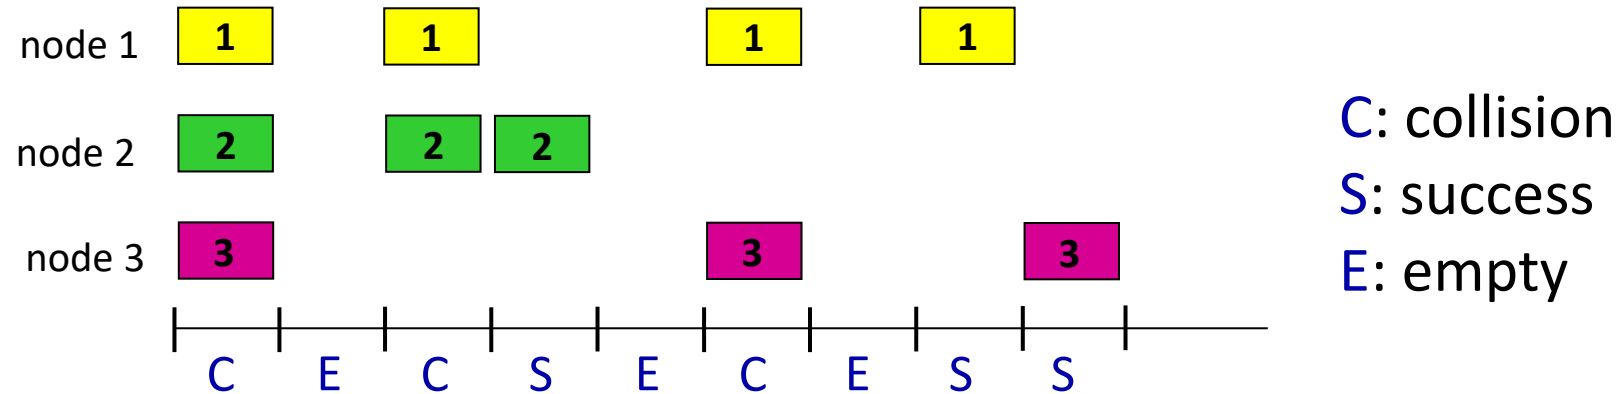 node 1 1 1 1 1
node 2 2 2 2
node 3 3 3 3
C E C S E C E S S
C: collision
S: success
E: empty